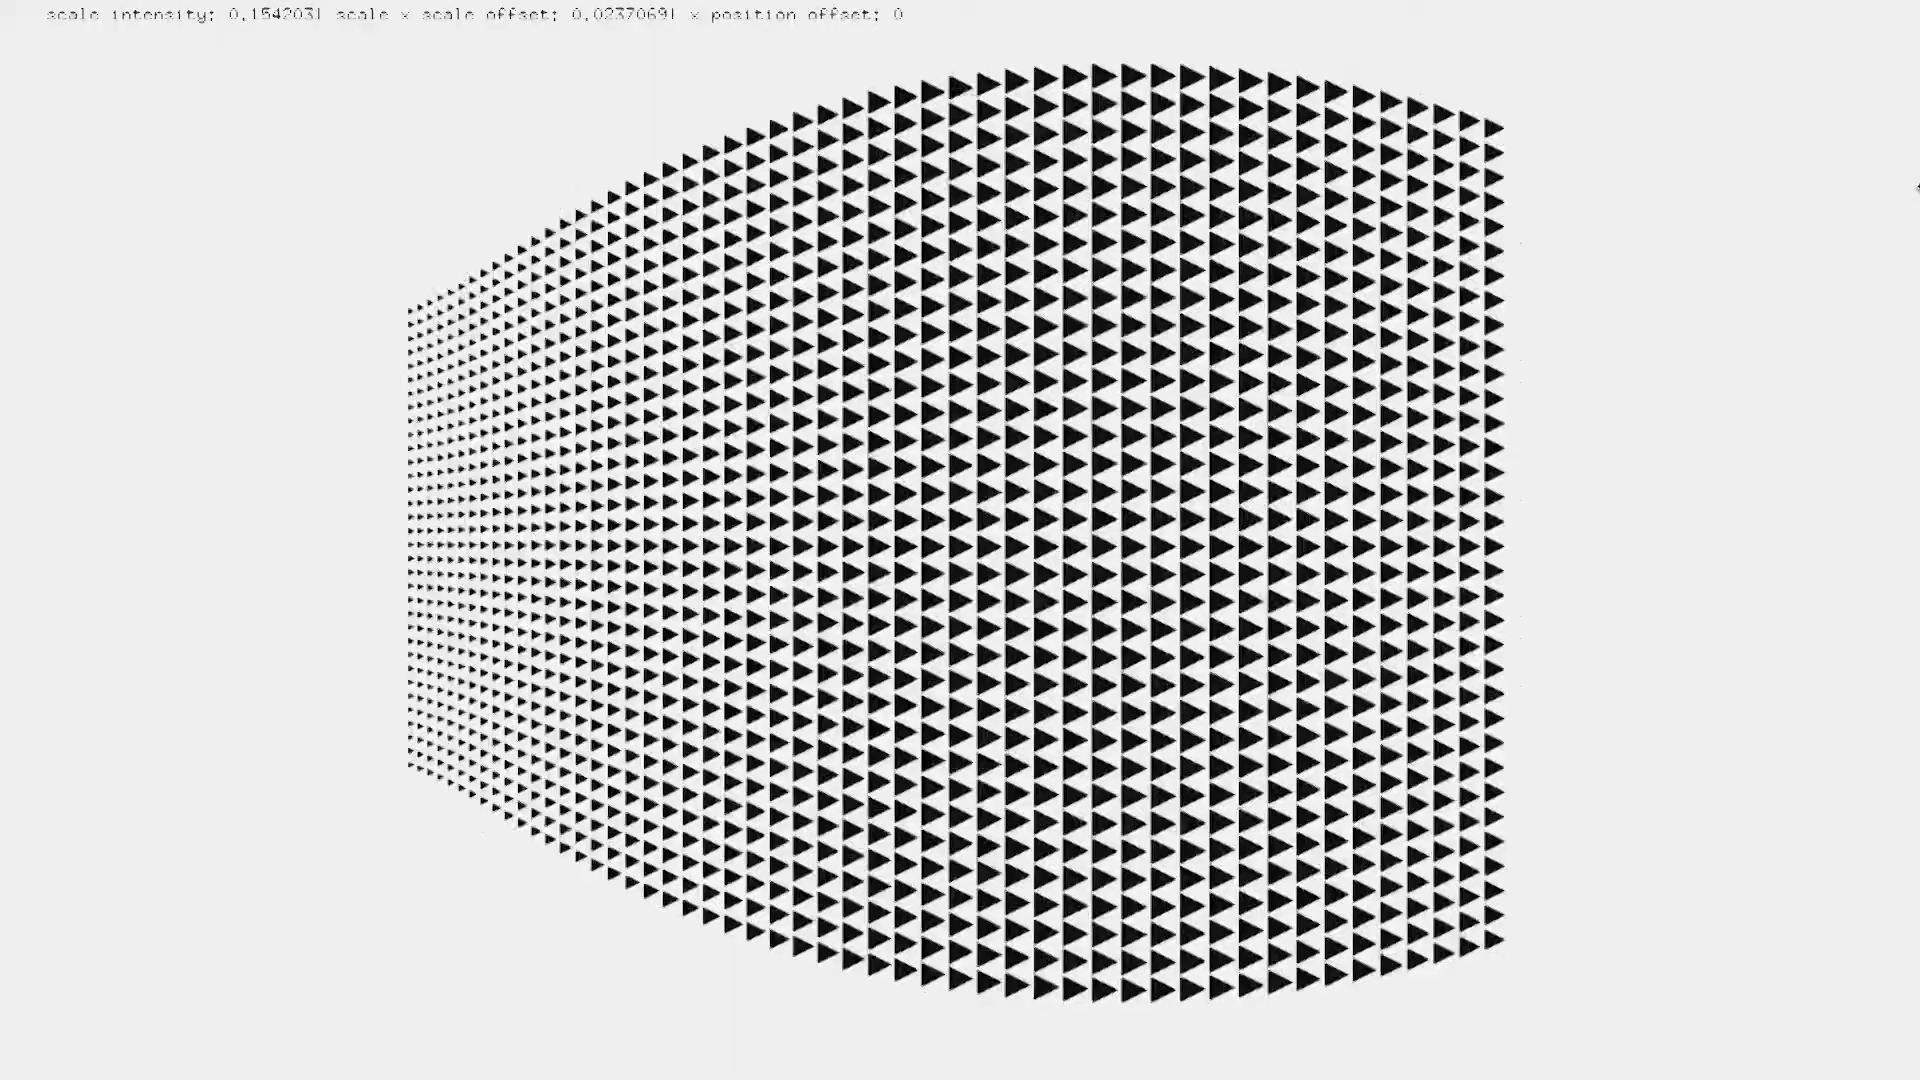 scale intensity: 0.154203| scale x scale offset: 0.0237069| x position offset: 0